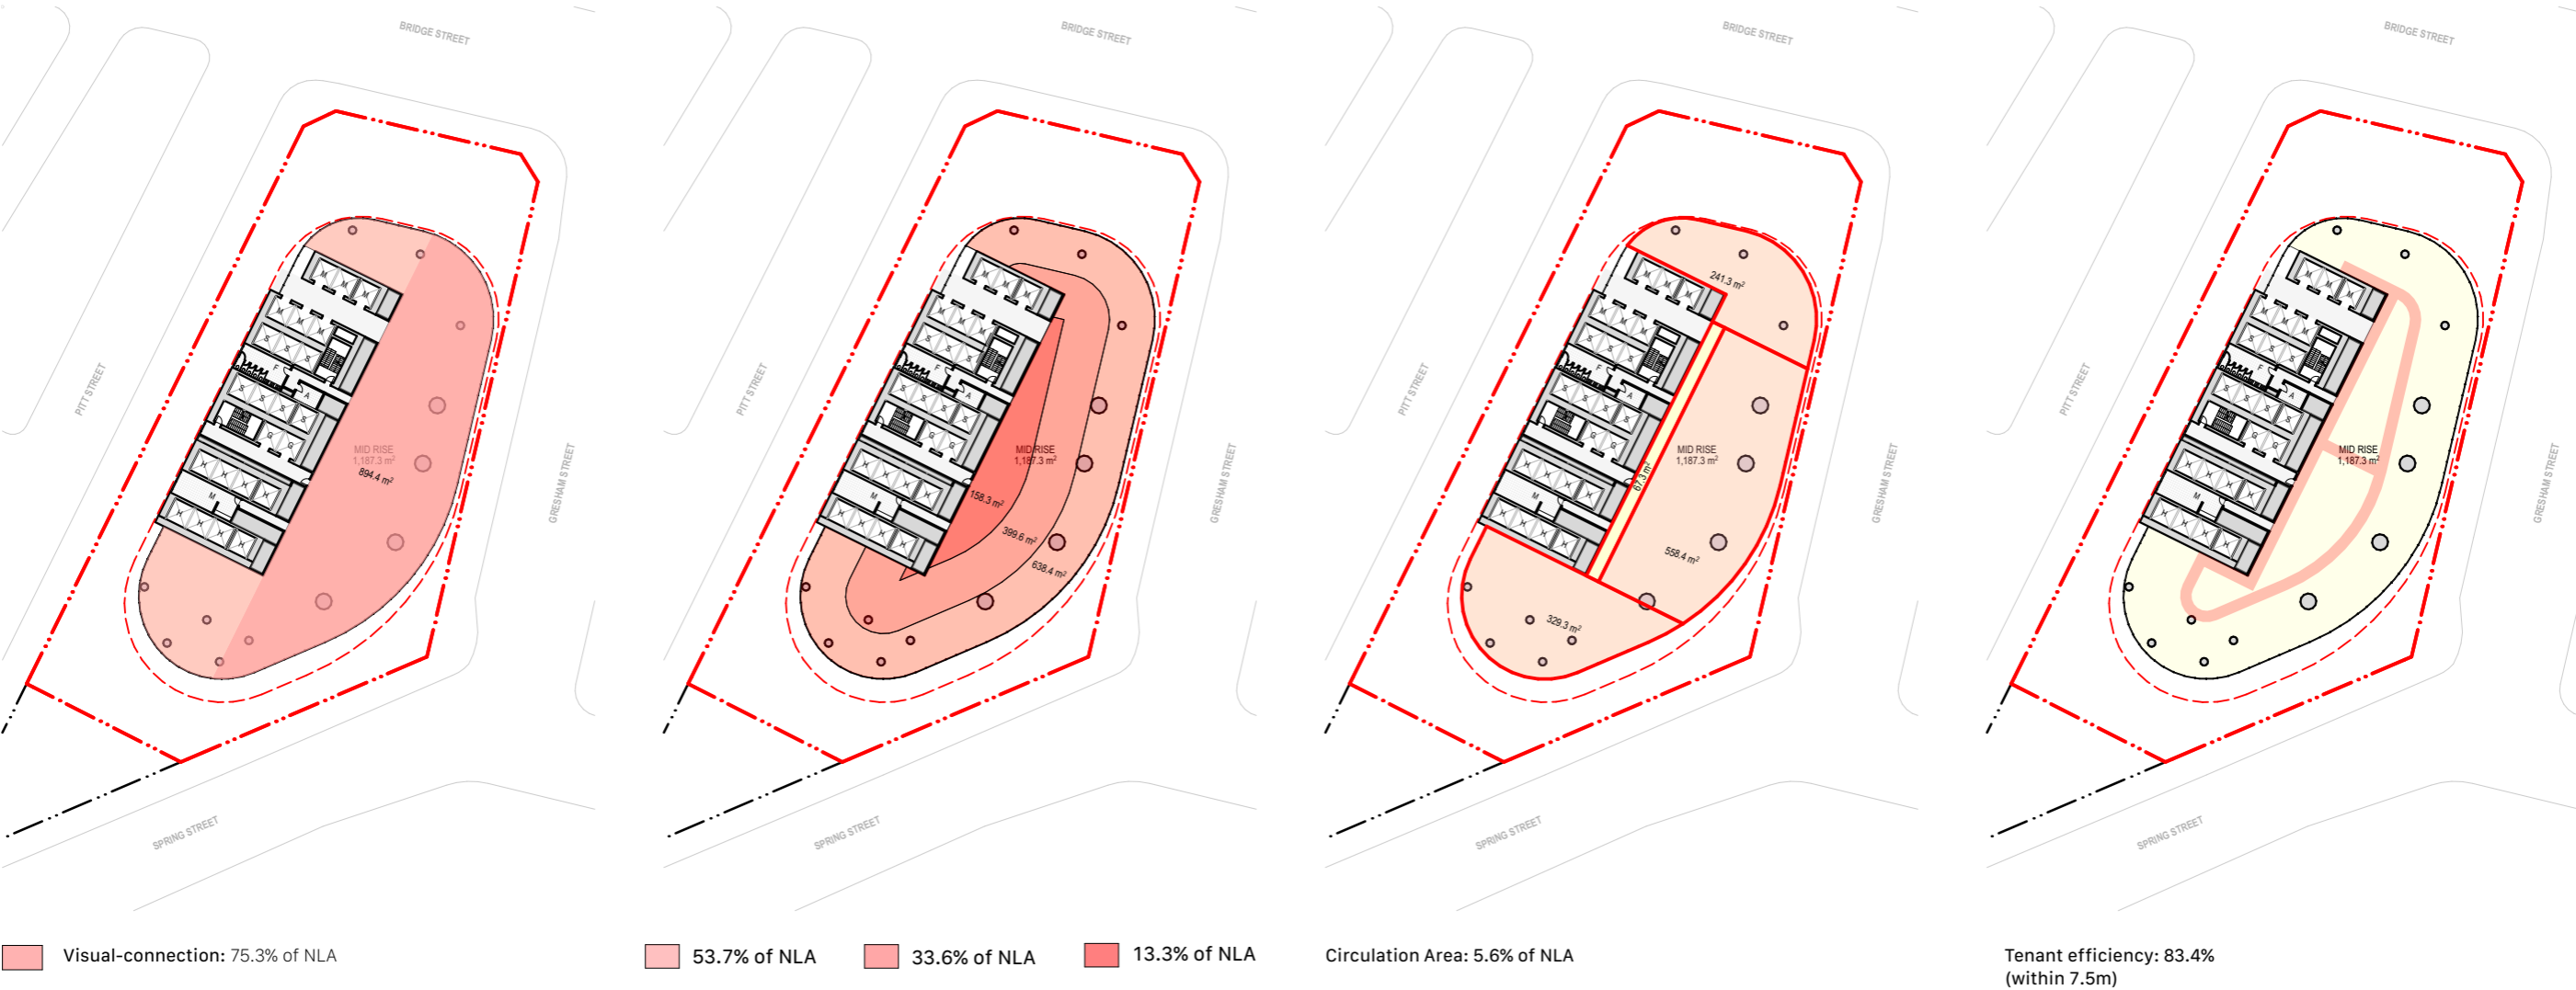 BRIDGE STREET
PITT STREET
MID RISE
1,187.3 m²
894.4 m²
GRESHAM STREET
SPRING STREET
Visual-connection: 75.3% of NLA
BRIDGE STREET
PITT STREET
MID RISE
1,187.3 m²
158.3 m²
399.6 m²
638.4 m²
GRESHAM STREET
SPRING STREET
53.7% of NLA
33.6% of NLA
13.3% of NLA
BRIDGE STREET
PITT STREET
241.3 m²
MID RISE
1,187.3 m²
67.3 m²
558.4 m²
329.3 m²
GRESHAM STREET
SPRING STREET
Circulation Area: 5.6% of NLA
BRIDGE STREET
PITT STREET
MID RISE
1,187.3 m²
GRESHAM STREET
SPRING STREET
Tenant efficiency: 83.4%
(within 7.5m)